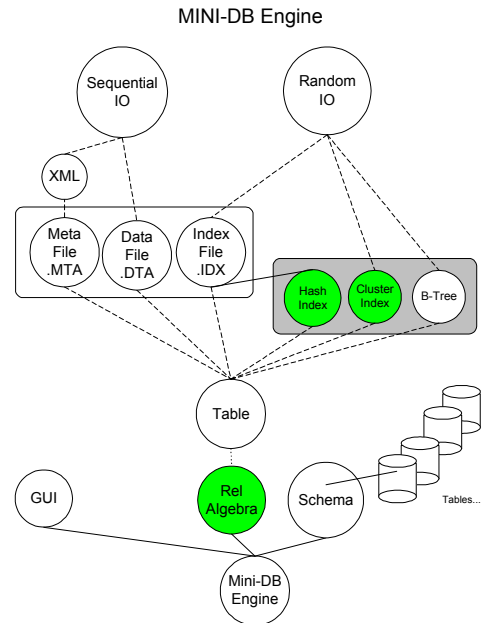 MINI-DB Engine
Sequential
IO
Random
IO
XML
Meta
File
.MTA
Data
File
.DTA
Index
File
.IDX
Hash
Index
Cluster
Index
B-Tree
Table
GUI
Rel
Algebra
Schema
Tables...
Mini-DB
Engine